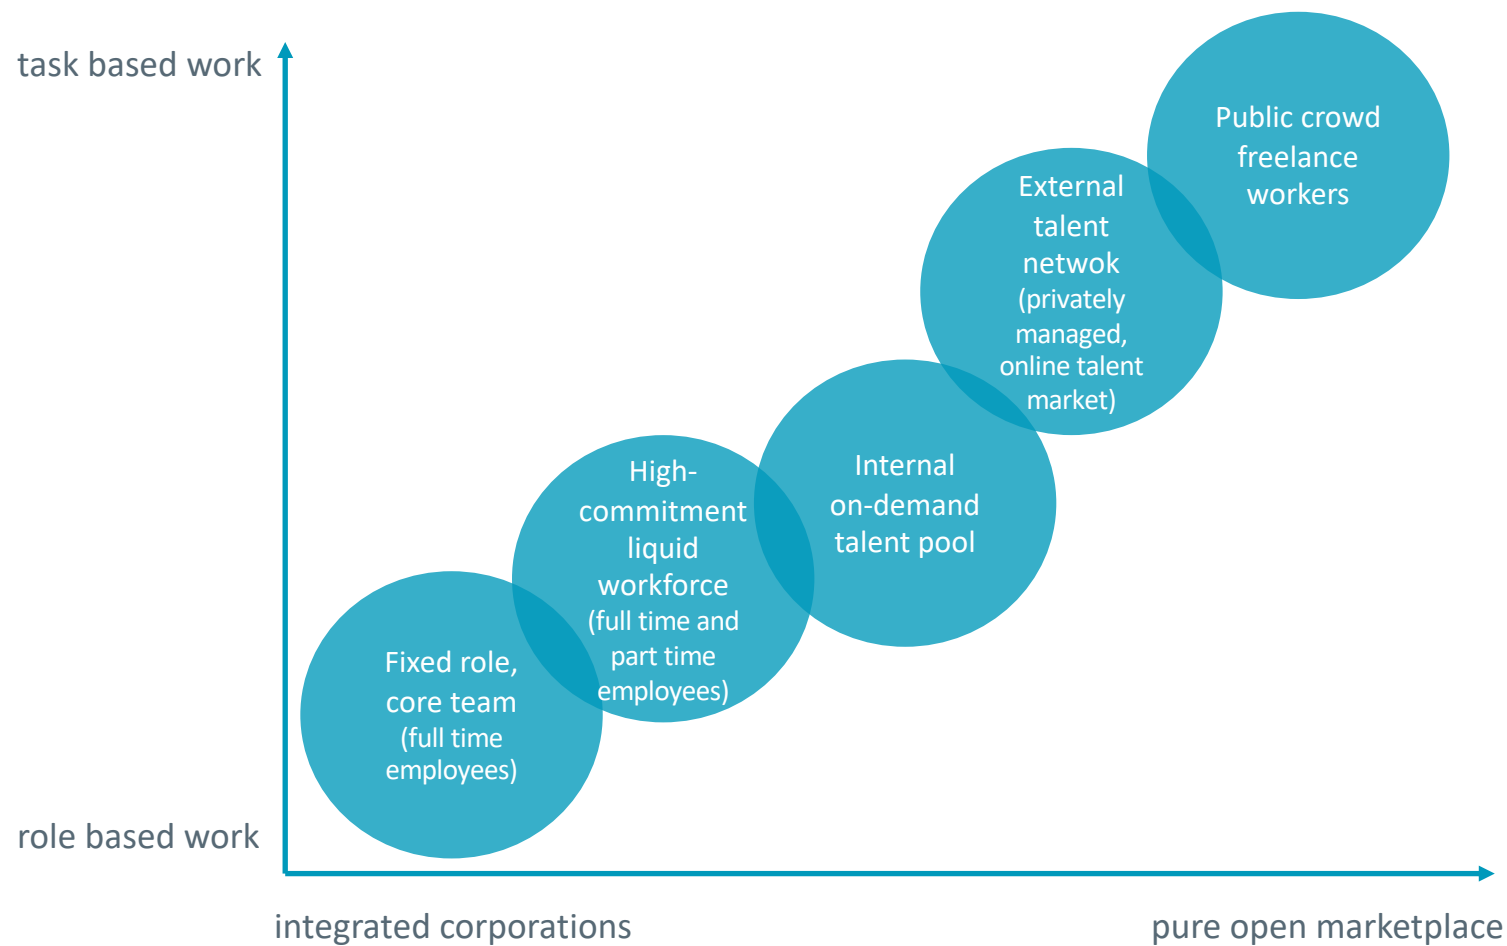 task based work
Public crowd
freelance
workers
External
talent
netwok
(privately
managed,
online talent
market)
Internal
on-demand
talent pool
High-
commitment
liquid
workforce
(full time and
part time
employees)
Fixed role,
core team
(full time
employees)
role based work
integrated corporations
pure open marketplace